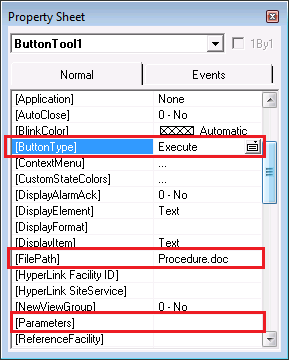 Property Sheet
ButtonTool1 1By1
Normal Events
[Application] None
[AutoClose] 0 - No
[BlinkColor] Automatic
[ButtonType] Execute
[ContextMenu] ...
[CustomStateColors] ...
[DisplayAlarmAck] 0 - No
[DisplayElement] Text
[DisplayFormat]
[DisplayItem] Text
[FilePath] Procedure.doc
[HyperLink Facility ID]
[HyperLink SiteService]
[NewViewGroup] 0 - No
[Parameters]
[ReferenceFacility]